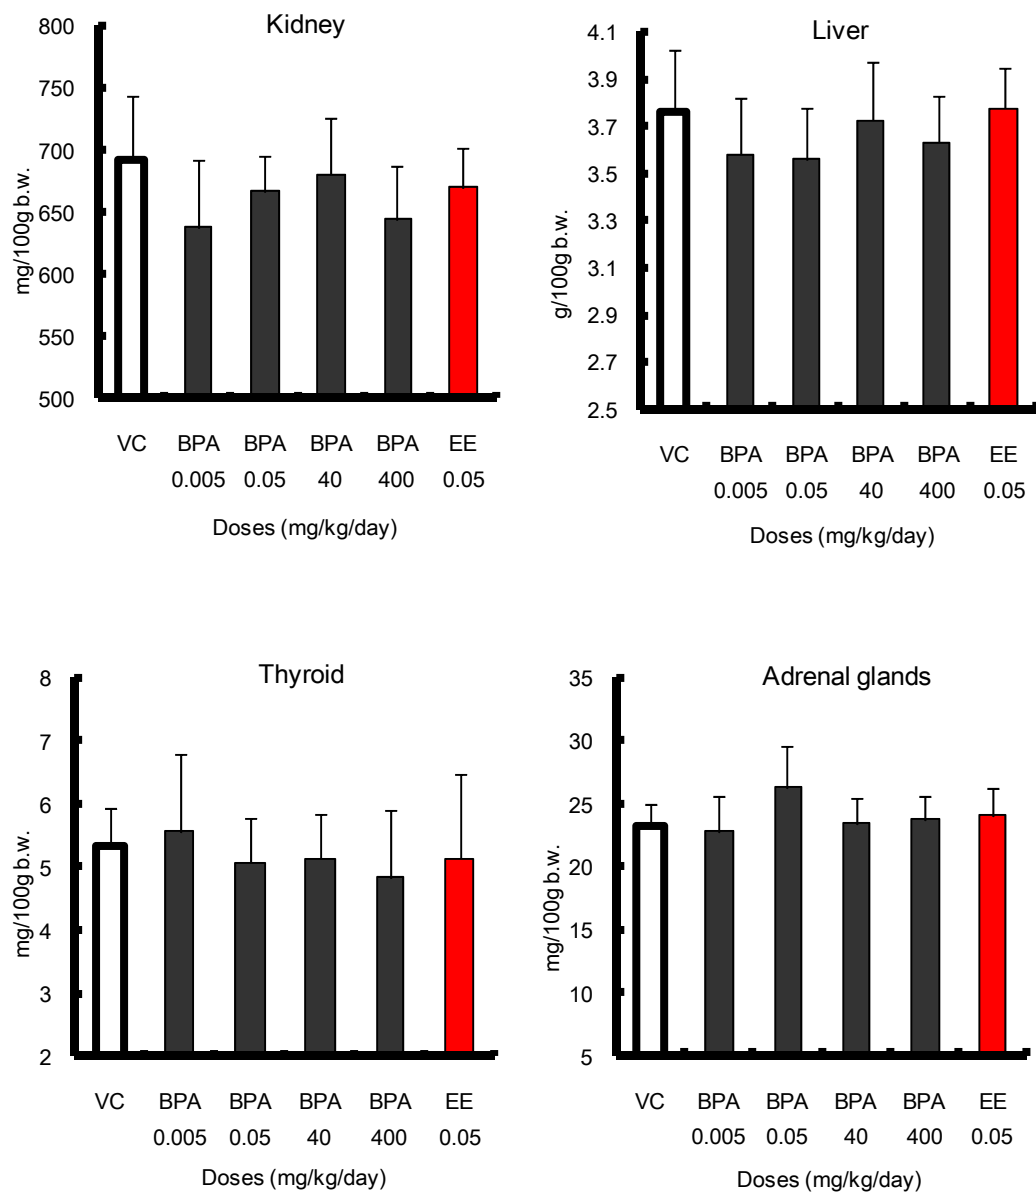 Kidney
800
750
700
650
600
550
500
mg/100g b.w.
VC BPA BPA BPA BPA EE
0.005 0.05 40 400 0.05
Doses (mg/kg/day)
Liver
4.1
3.9
3.7
3.5
3.3
3.1
2.9
2.7
2.5
g/100g b.w.
VC BPA BPA BPA BPA EE
0.005 0.05 40 400 0.05
Doses (mg/kg/day)
Thyroid
8
7
6
5
4
3
2
mg/100g b.w.
VC BPA BPA BPA BPA EE
0.005 0.05 40 400 0.05
Doses (mg/kg/day)
Adrenal glands
35
30
25
20
15
10
5
mg/100g b.w.
VC BPA BPA BPA BPA EE
0.005 0.05 40 400 0.05
Doses (mg/kg/day)